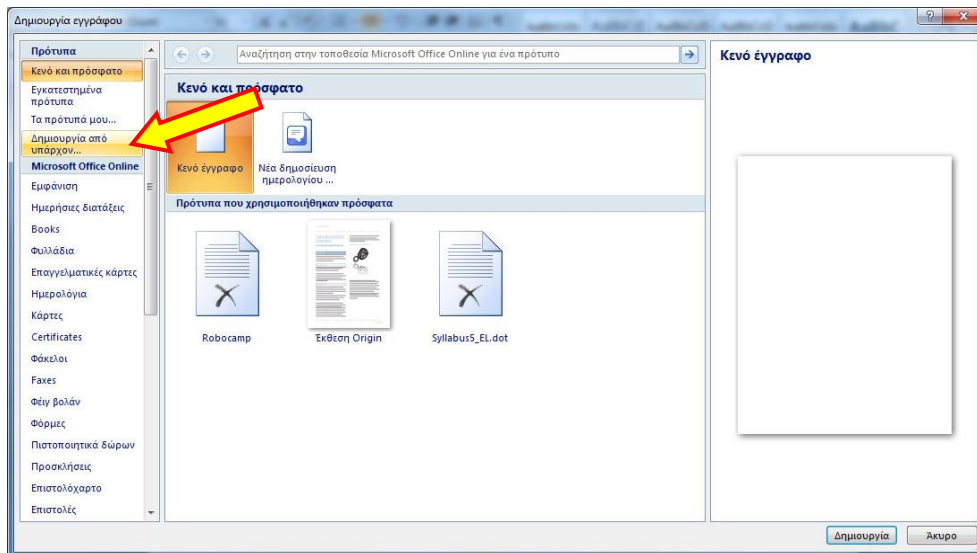 Δημιουργία εγγράφου
Πρότυπα
Κενό και πρόσφατο
Εγκατεστημένα
πρότυπα
Τα πρότυπά μου...
Δημιουργία από
υπάρχον...
Microsoft Office Online
Εμφάνιση
Ημερήσιες διατάξεις
Books
Φυλλάδια
Επαγγελματικές κάρτες
Ημερολόγια
Κάρτες
Certificates
Φάκελοι
Faxes
Φέιγ βολάν
Φόρμες
Πιστοποιητικά δώρων
Προσκλήσεις
Επιστολόχαρτο
Επιστολές
Αναζήτηση στην τοποθεσία Microsoft Office Online για ένα πρότυπο
Κενό και πρόσφατο
Κενό έγγραφο
Νέα δημοσίευση
ημερολογίου ...
Πρότυπα που χρησιμοποιήθηκαν πρόσφατα
Robocamp
Έκθεση Origin
Syllabus5_EL.dot
Κενό έγγραφο
Δημιουργία
Άκυρο